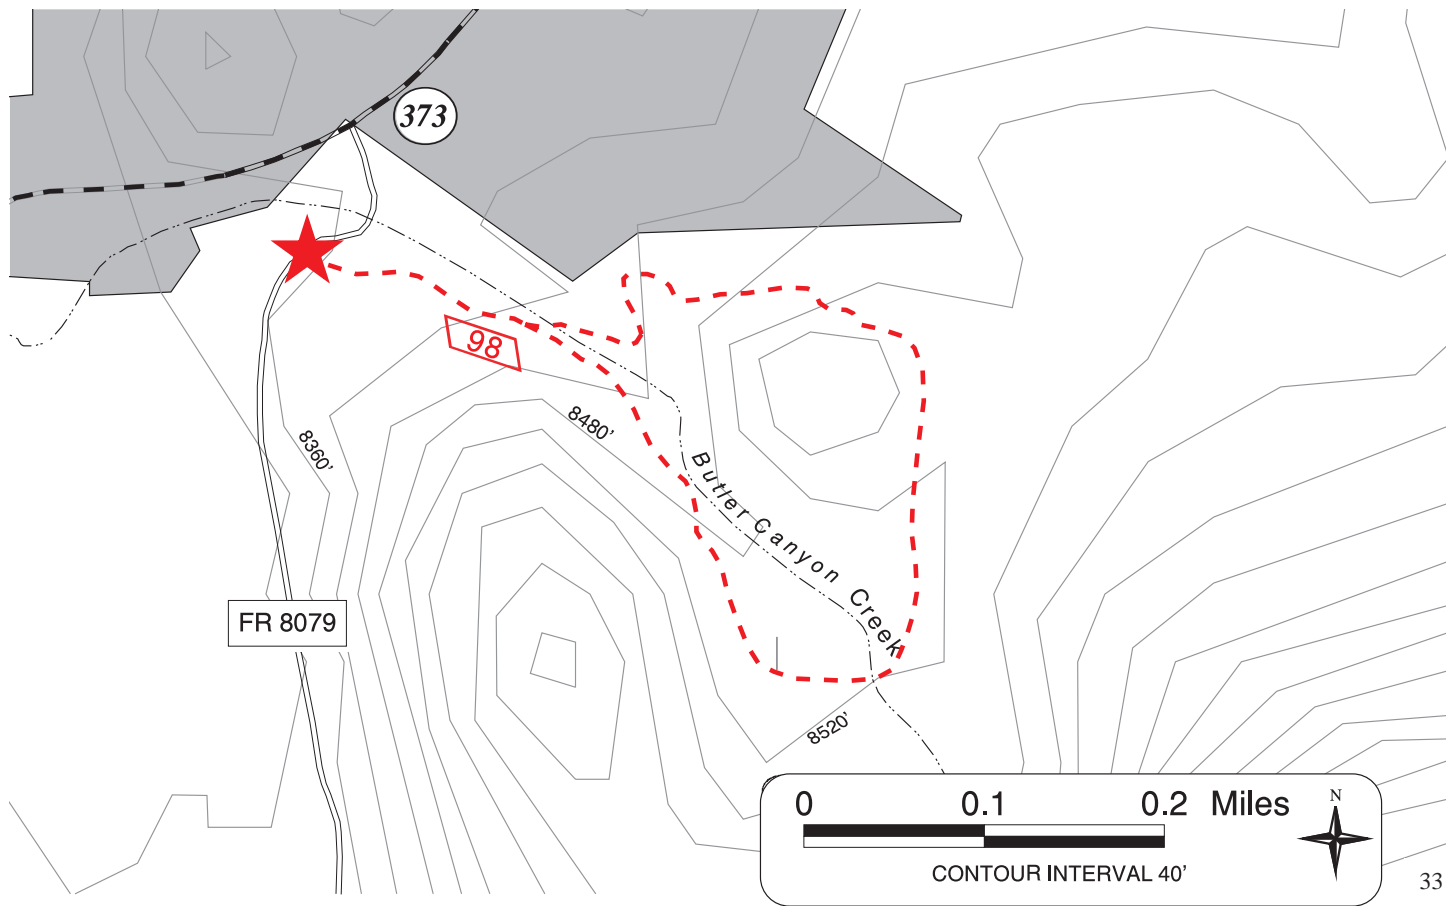 373
98
8480'
8360'
Butler Canyon Creek
FR 8079
8520'
0 0.1 0.2 Miles
N
CONTOUR INTERVAL 40'
33